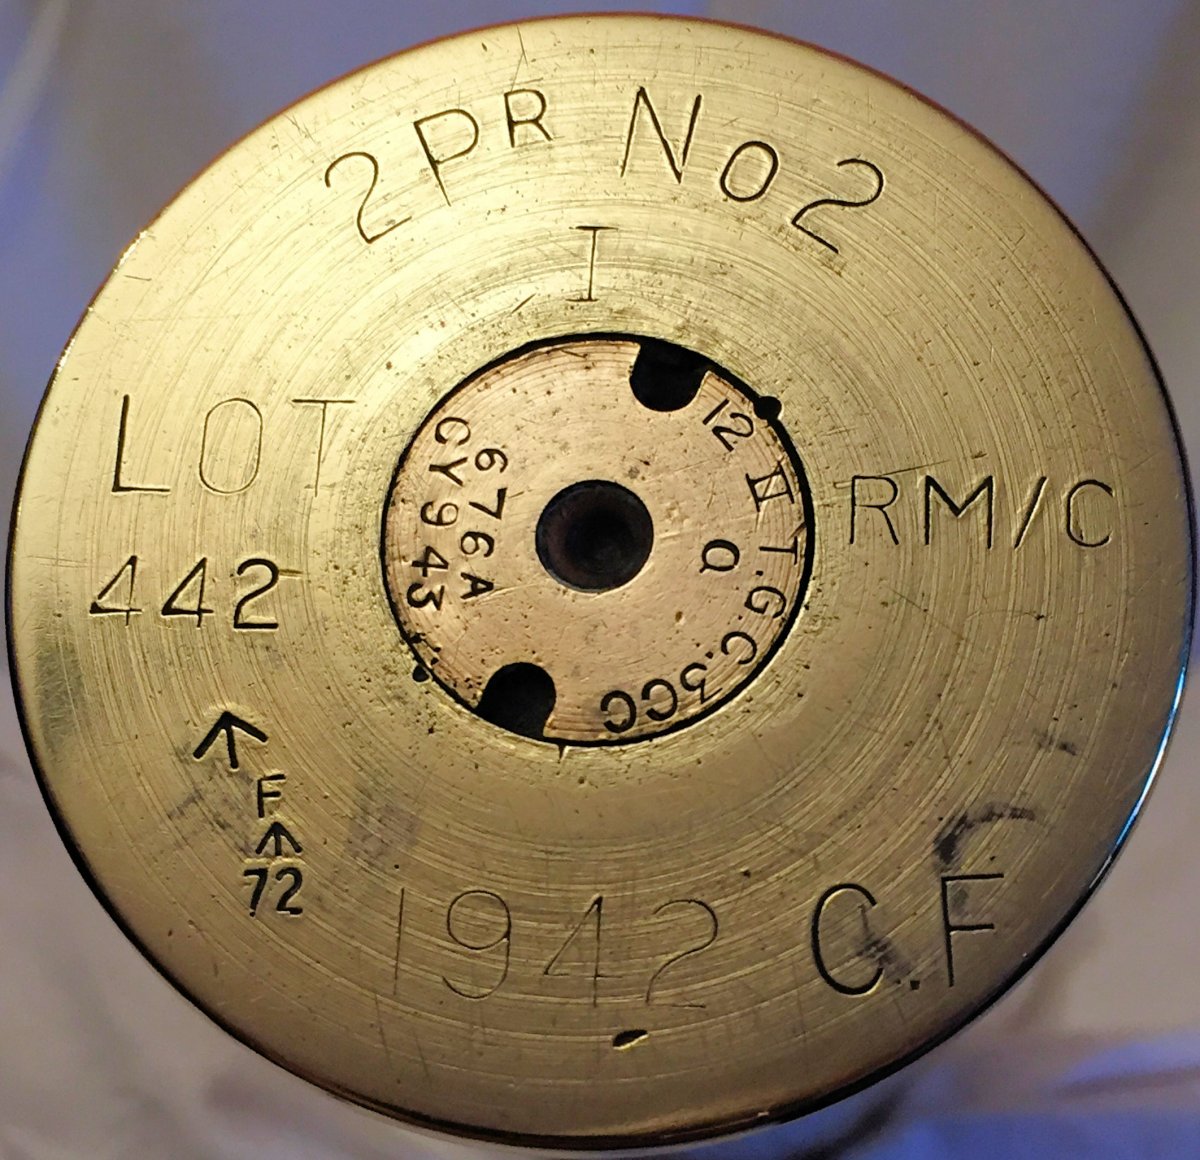 2PR No2
I
LOT
442
RM/C
F
72
1942
C.F
12 II T.G.C.3CC
Q
676A
CY943